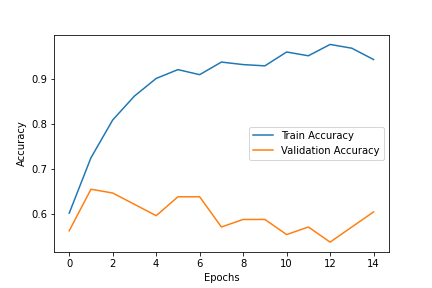 0.9
0.8
0.7
0.6
Accuracy
Train Accuracy
Validation Accuracy
0 2 4 6 8 10 12 14
Epochs